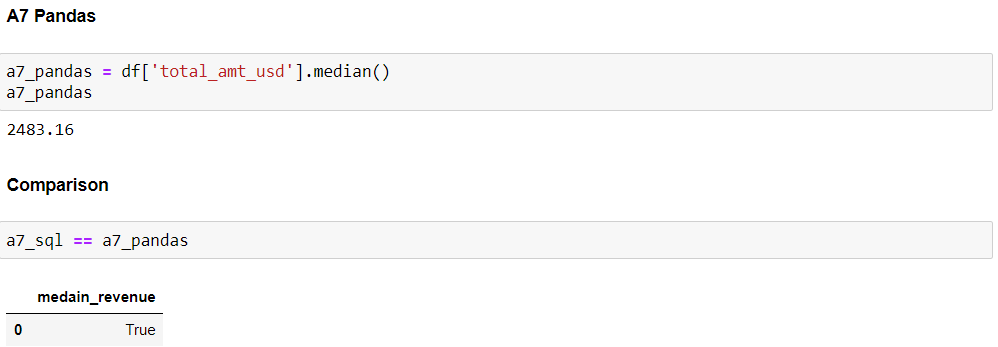 A7 Pandas
a7_pandas = df['total_amt_usd'].median()
a7_pandas
2483.16
Comparison
a7_sql == a7_pandas
medain_revenue
0 True